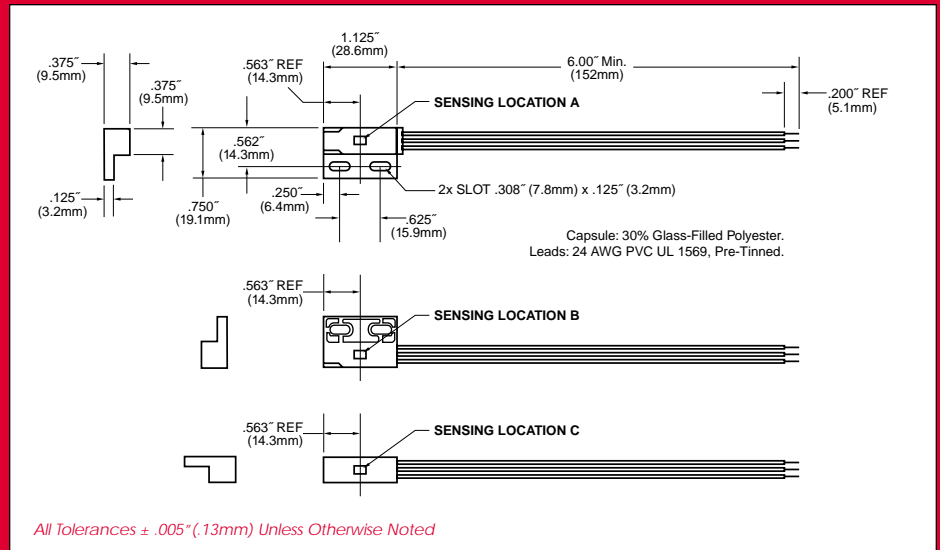 1.125″
(28.6mm)
.375″
(9.5mm)
.563″ REF
(14.3mm)
6.00″ Min.
(152mm)
.375″
(9.5mm)
.200″ REF
(5.1mm)
SENSING LOCATION A
.562″
(14.3mm)
.125″
(3.2mm)
.750″
(19.1mm)
.250″
(6.4mm)
2x SLOT .308″ (7.8mm) x .125″ (3.2mm)
.625″
(15.9mm)
Capsule: 30% Glass-Filled Polyester.
Leads: 24 AWG PVC UL 1569, Pre-Tinned.
.563″ REF
(14.3mm)
SENSING LOCATION B
.563″ REF
(14.3mm)
SENSING LOCATION C
All Tolerances ± .005″(.13mm) Unless Otherwise Noted